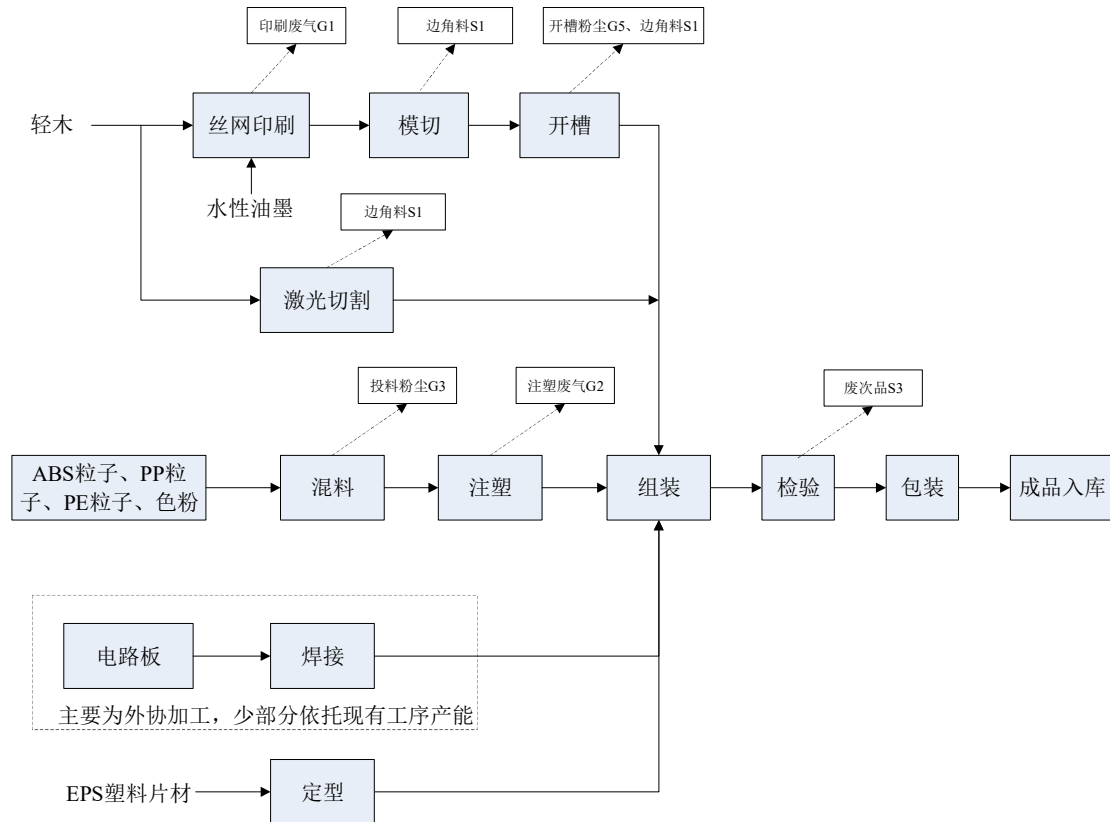 印刷废气G1
边角料S1
开槽粉尘G5、边角料S1
轻木
丝网印刷
模切
开槽
水性油墨
边角料S1
激光切割
投料粉尘G3
注塑废气G2
废次品S3
ABS粒子、PP粒
子、PE粒子、色粉
混料
注塑
组装
检验
包装
成品入库
电路板
焊接
主要为外协加工，少部分依托现有工序产能
EPS塑料片材
定型